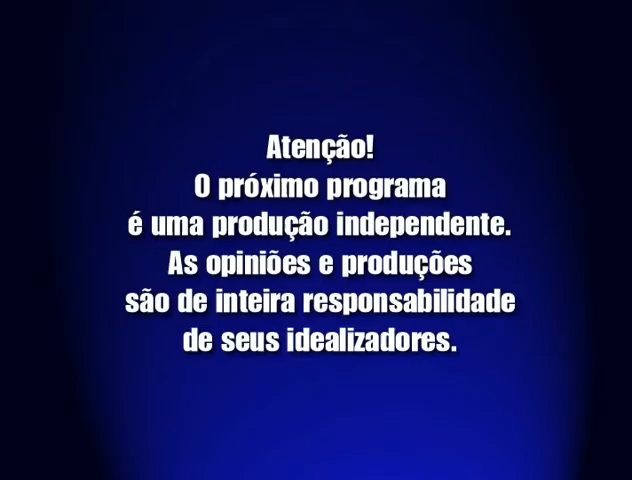 Atenção!
O próximo programa
é uma produção independente.
As opiniões e produções
são de inteira responsabilidade
de seus idealizadores.